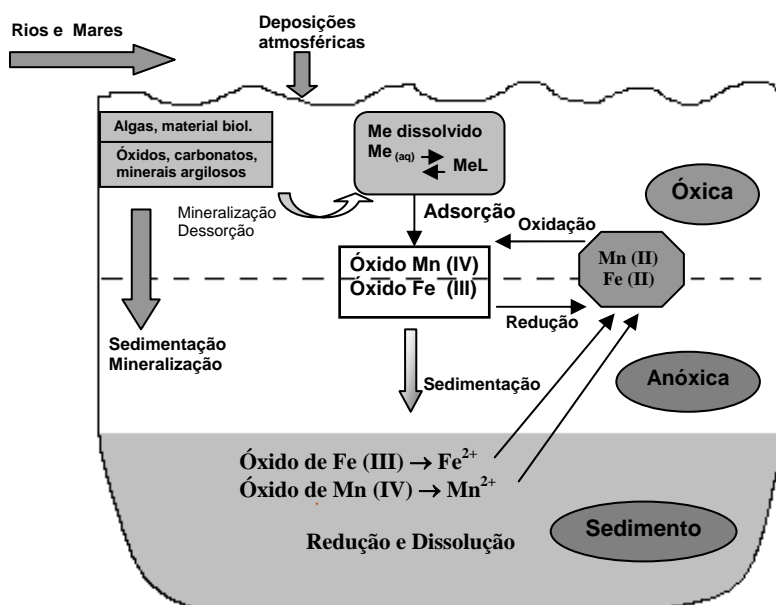 Rios e Mares
Deposições
atmosféricas
Algas, material biol.
Óxidos, carbonatos,
minerais argilosos
Me dissolvido
Me (aq)
MeL
Óxica
Mineralização
Dessorção
Adsorção
Oxidação
Óxido Mn (IV)
Óxido Fe (III)
Mn (II)
Fe (II)
Redução
Sedimentação
Mineralização
Sedimentação
Anóxica
Óxido de Fe (III) → Fe²⁺
Óxido de Mn (IV) → Mn²⁺
Sedimento
Redução e Dissolução